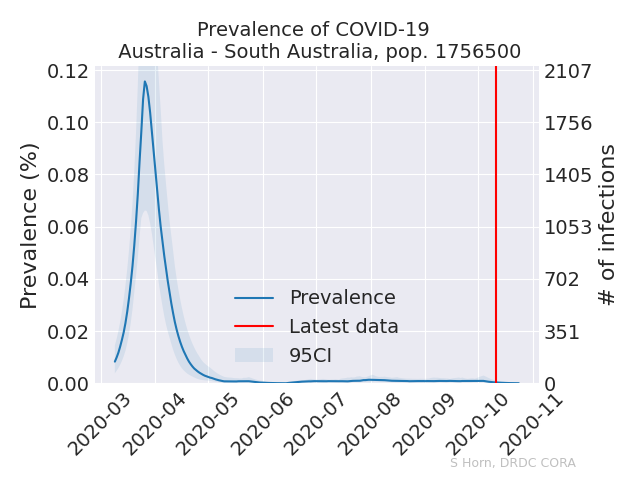 Prevalence of COVID-19
Australia - South Australia, pop. 1756500
0.12
0.10
0.08
0.06
0.04
0.02
0.00
Prevalence (%)
2107
1756
1405
1053
702
351
0
# of infections
Prevalence
Latest data
95CI
2020-03
2020-04
2020-05
2020-06
2020-07
2020-08
2020-09
2020-10
2020-11
S Horn, DRDC CORA